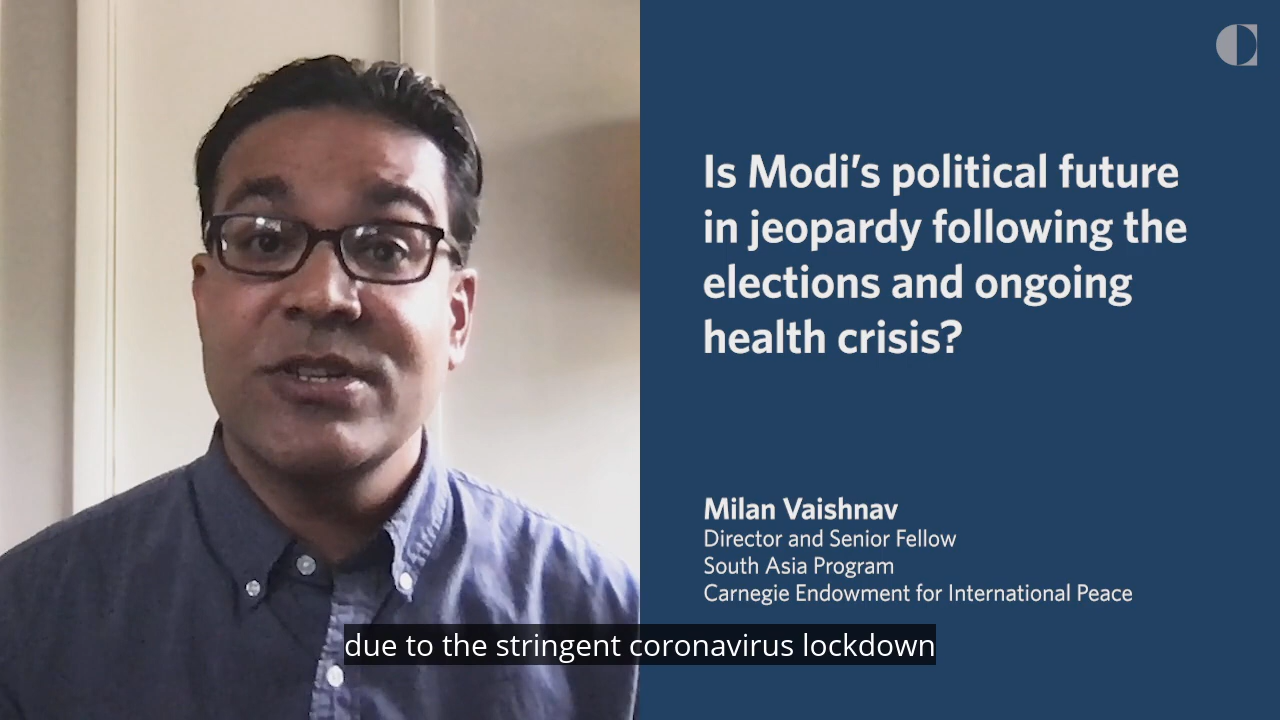 Is Modi’s political future
in jeopardy following the
elections and ongoing
health crisis?
Milan Vaishnav
Director and Senior Fellow
South Asia Program
Carnegie Endowment for International Peace
due to the stringent coronavirus lockdown